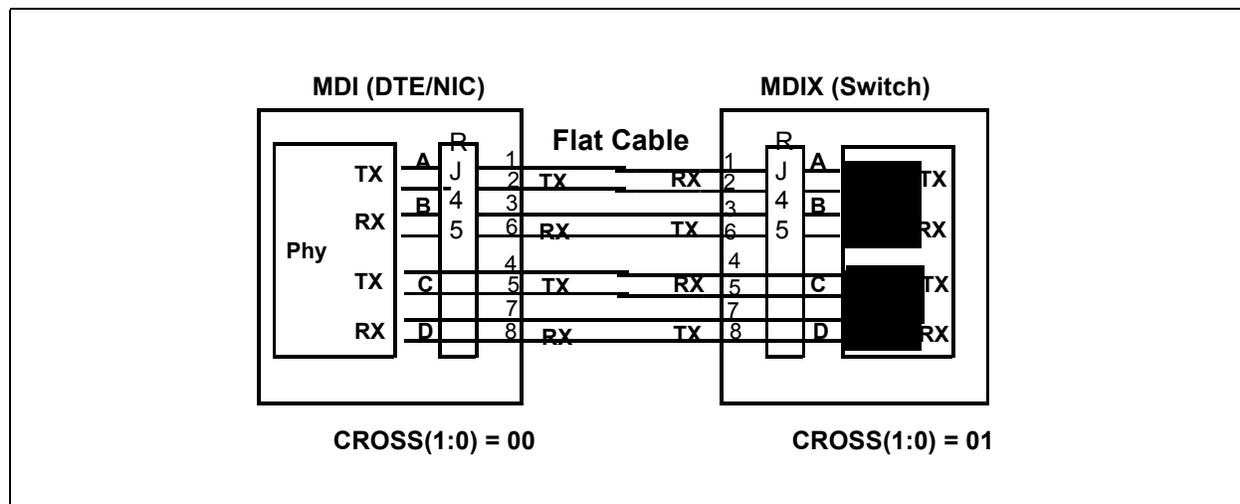 MDI (DTE/NIC)
MDIX (Switch)
Flat Cable
R
J
4
5
R
J
4
5
TX
A
1
2
TX
RX
1
2
A
TX
RX
B
3
6
RX
TX
3
6
B
RX
Phy
TX
C
4
5
TX
RX
4
5
C
TX
RX
D
7
8
RX
TX
7
8
D
RX
CROSS(1:0) = 00
CROSS(1:0) = 01